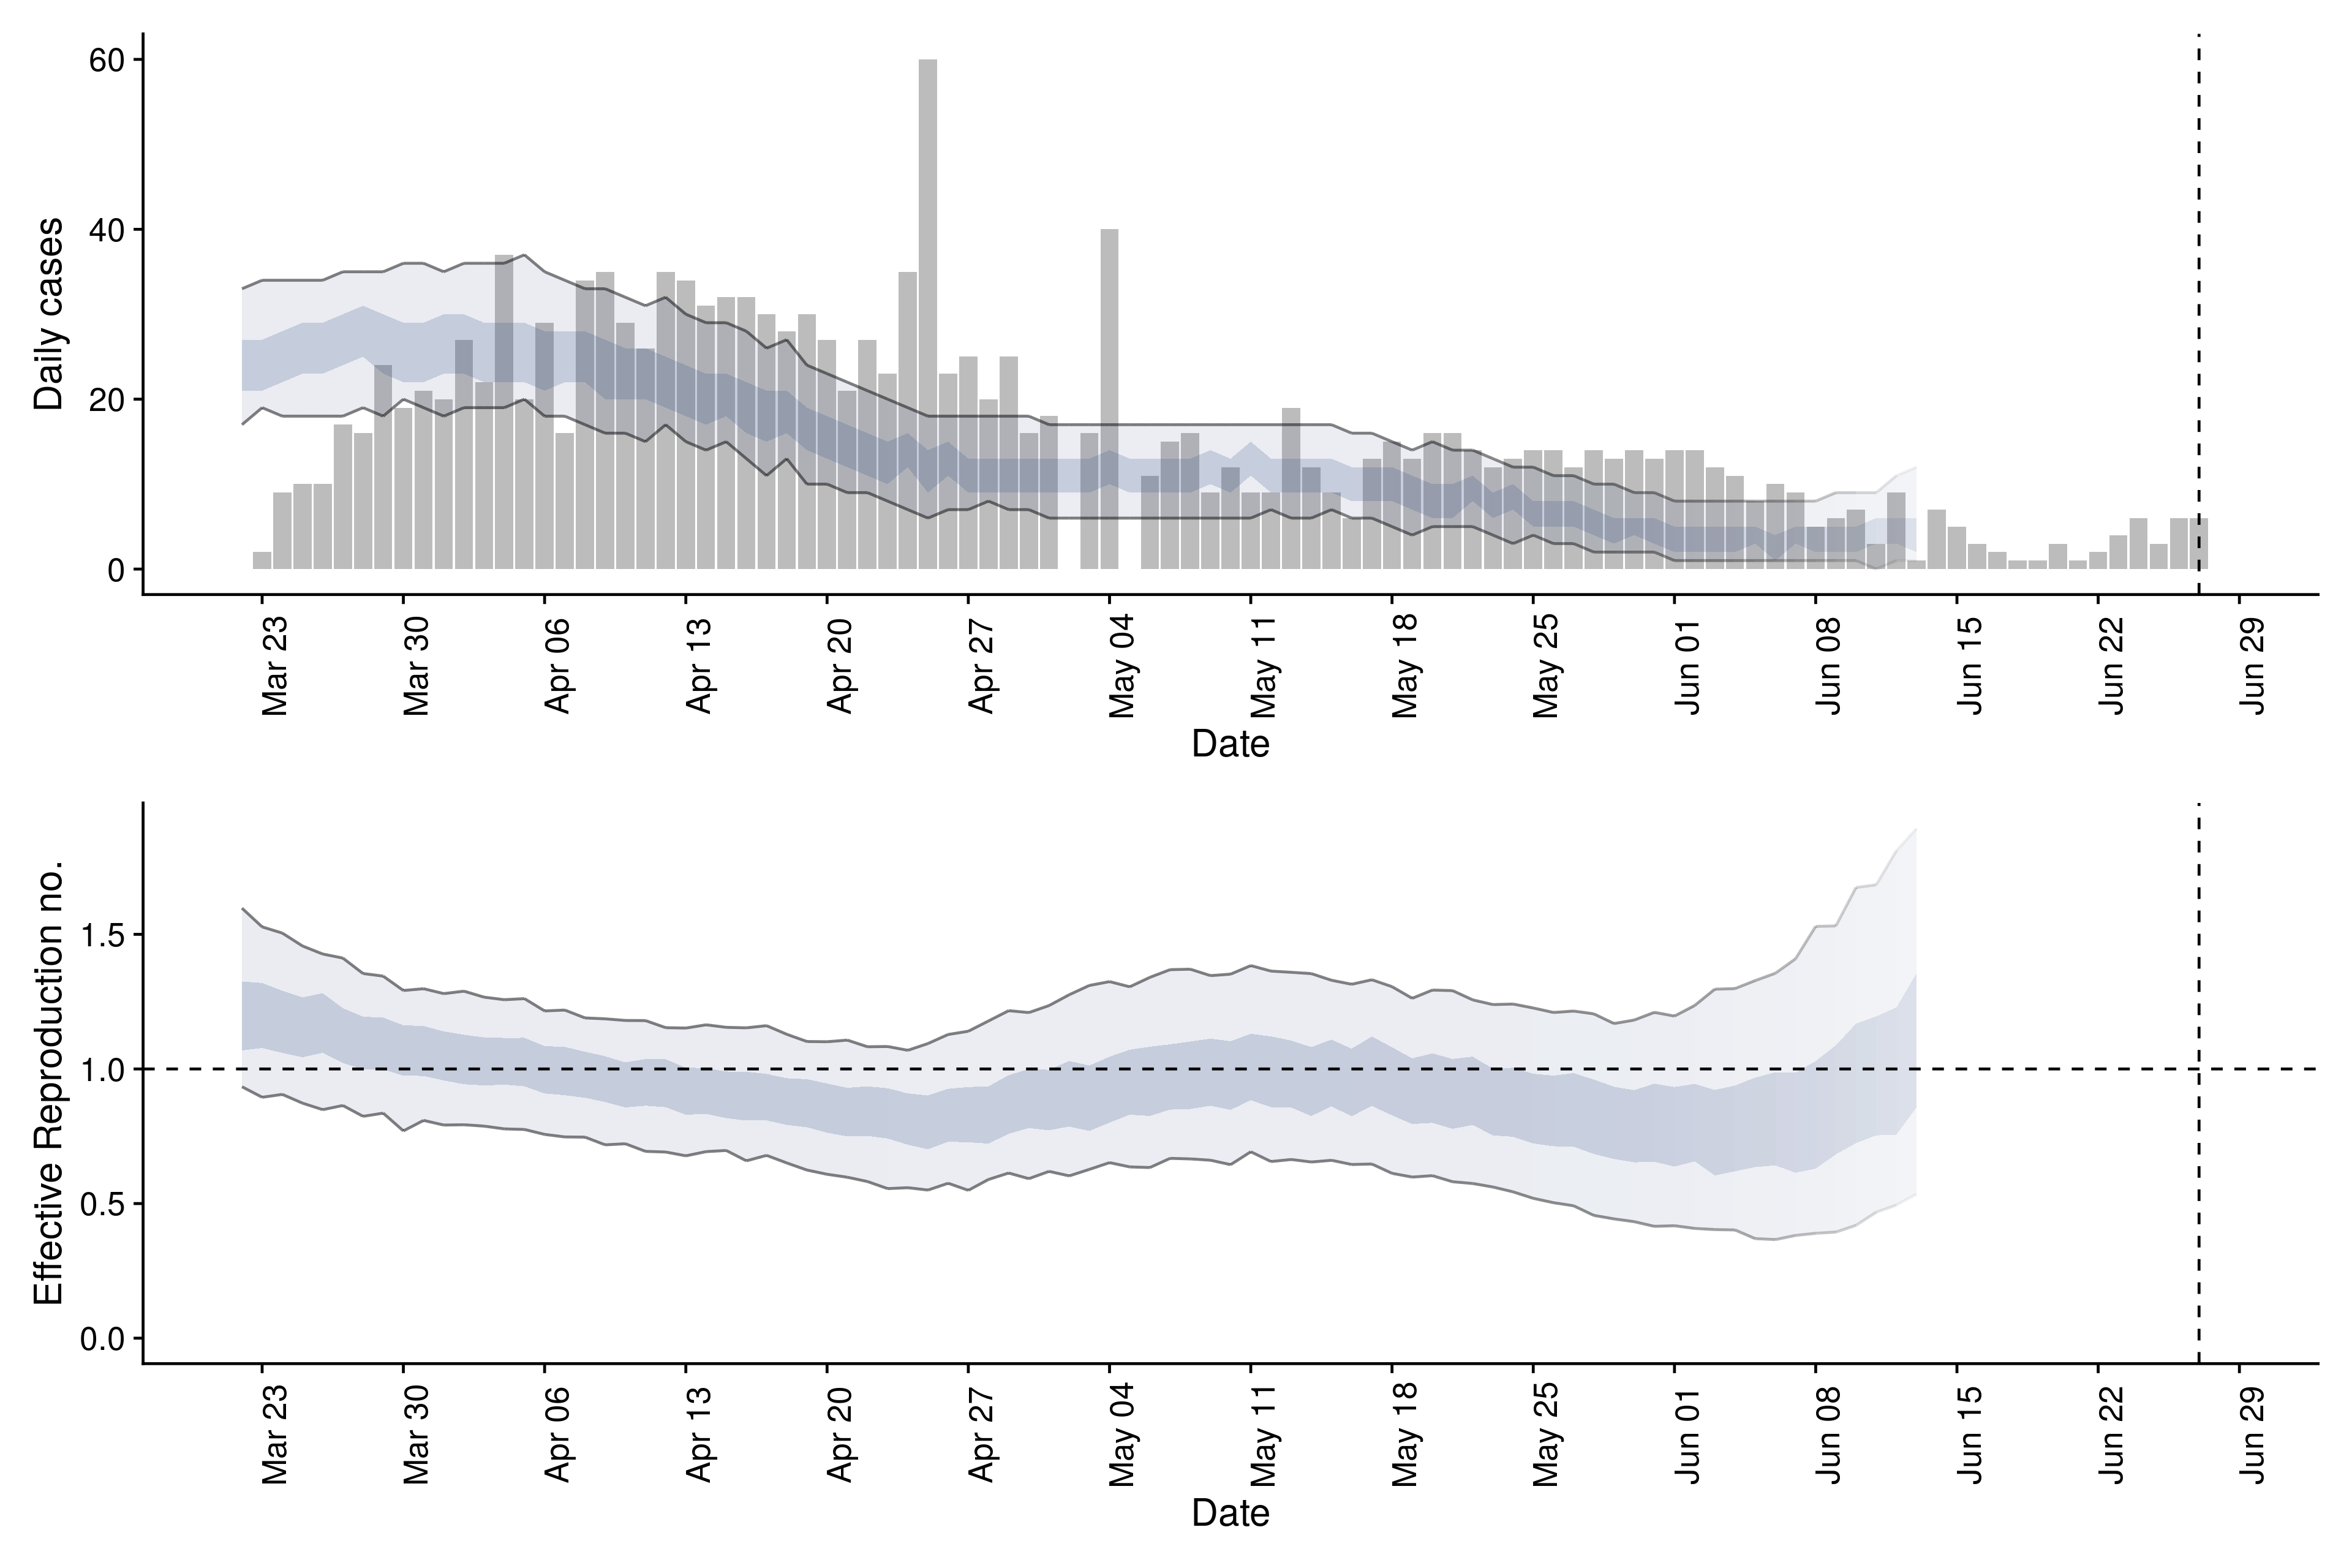 Daily cases
60
40
20
0
Mar 23
Mar 30
Apr 06
Apr 13
Apr 20
Apr 27
May 04
May 11
May 18
May 25
Jun 01
Jun 08
Jun 15
Jun 22
Jun 29
Date
Effective Reproduction no.
1.5
1.0
0.5
0.0
Mar 23
Mar 30
Apr 06
Apr 13
Apr 20
Apr 27
May 04
May 11
May 18
May 25
Jun 01
Jun 08
Jun 15
Jun 22
Jun 29
Date